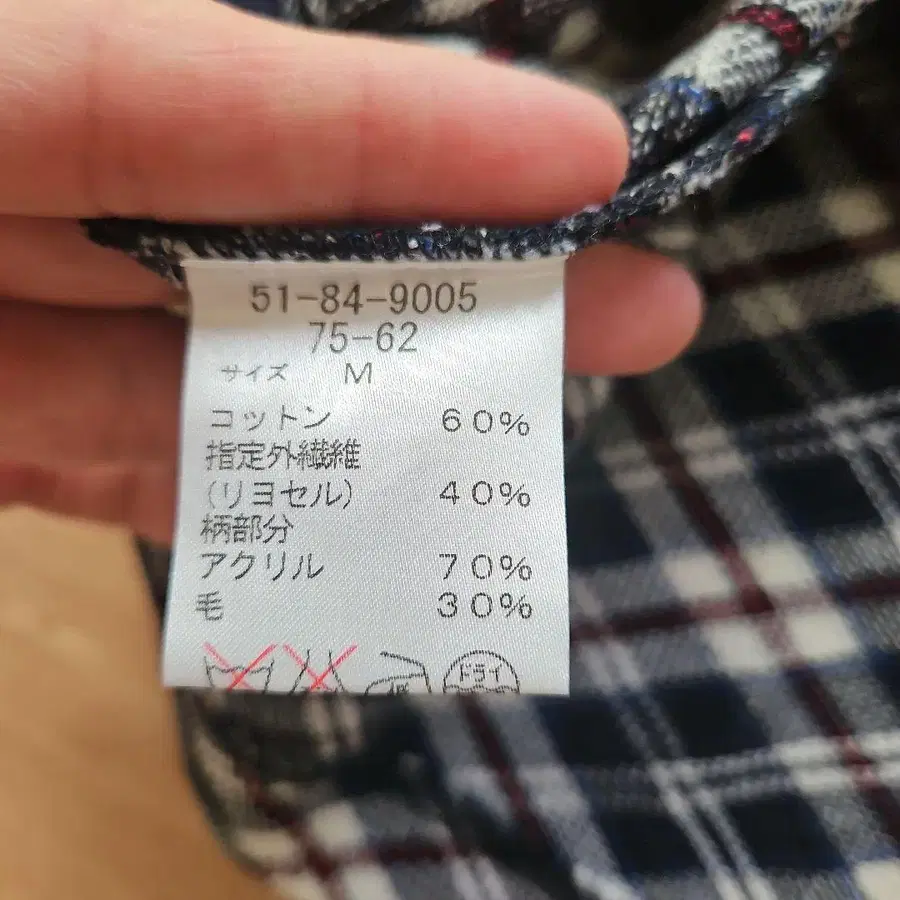 51-84-9005
75-62
サイズ M
コットン 60%
指定外繊維
(リヨセル) 40%
柄部分
アクリル 70%
毛 30%
ドライ